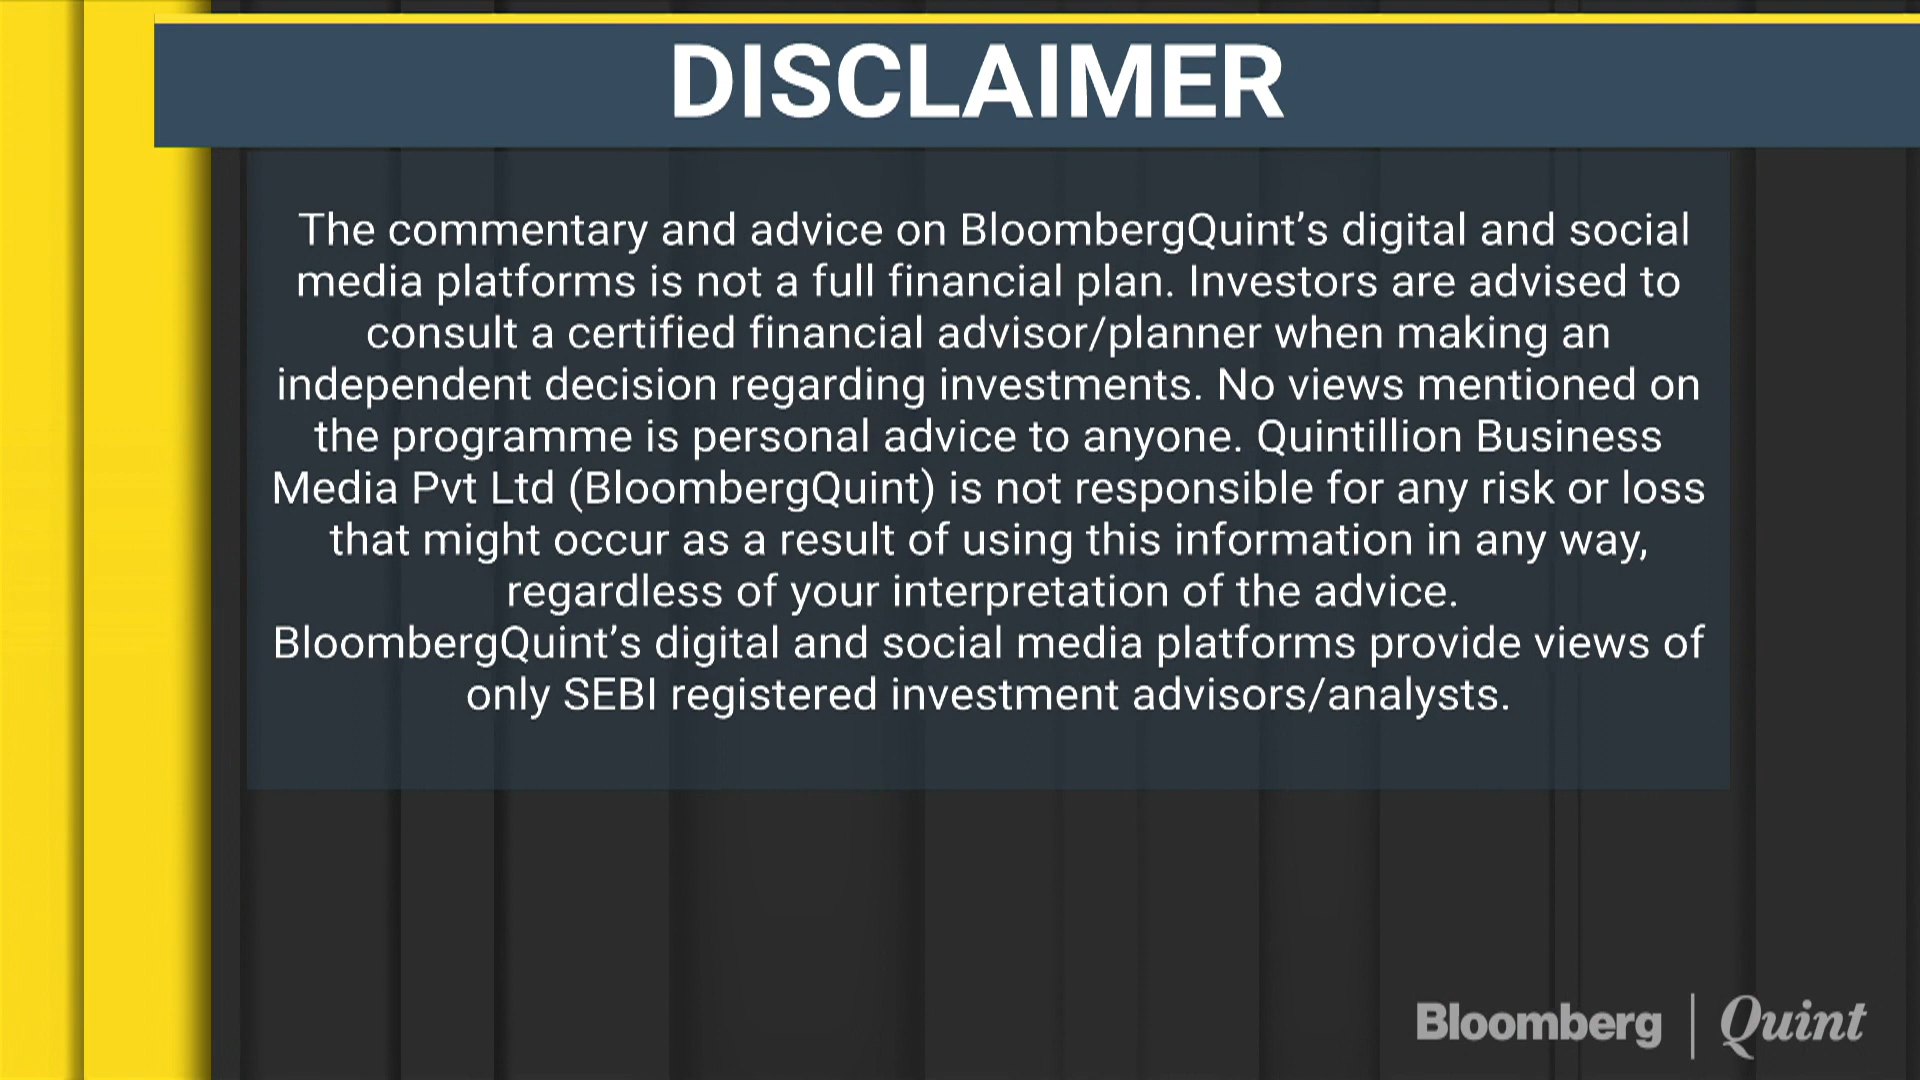 DISCLAIMER
The commentary and advice on BloombergQuint’s digital and social
media platforms is not a full financial plan. Investors are advised to
consult a certified financial advisor/planner when making an
independent decision regarding investments. No views mentioned on
the programme is personal advice to anyone. Quintillion Business
Media Pvt Ltd (BloombergQuint) is not responsible for any risk or loss
that might occur as a result of using this information in any way,
regardless of your interpretation of the advice.
BloombergQuint’s digital and social media platforms provide views of
only SEBI registered investment advisors/analysts.
Bloomberg | Quint